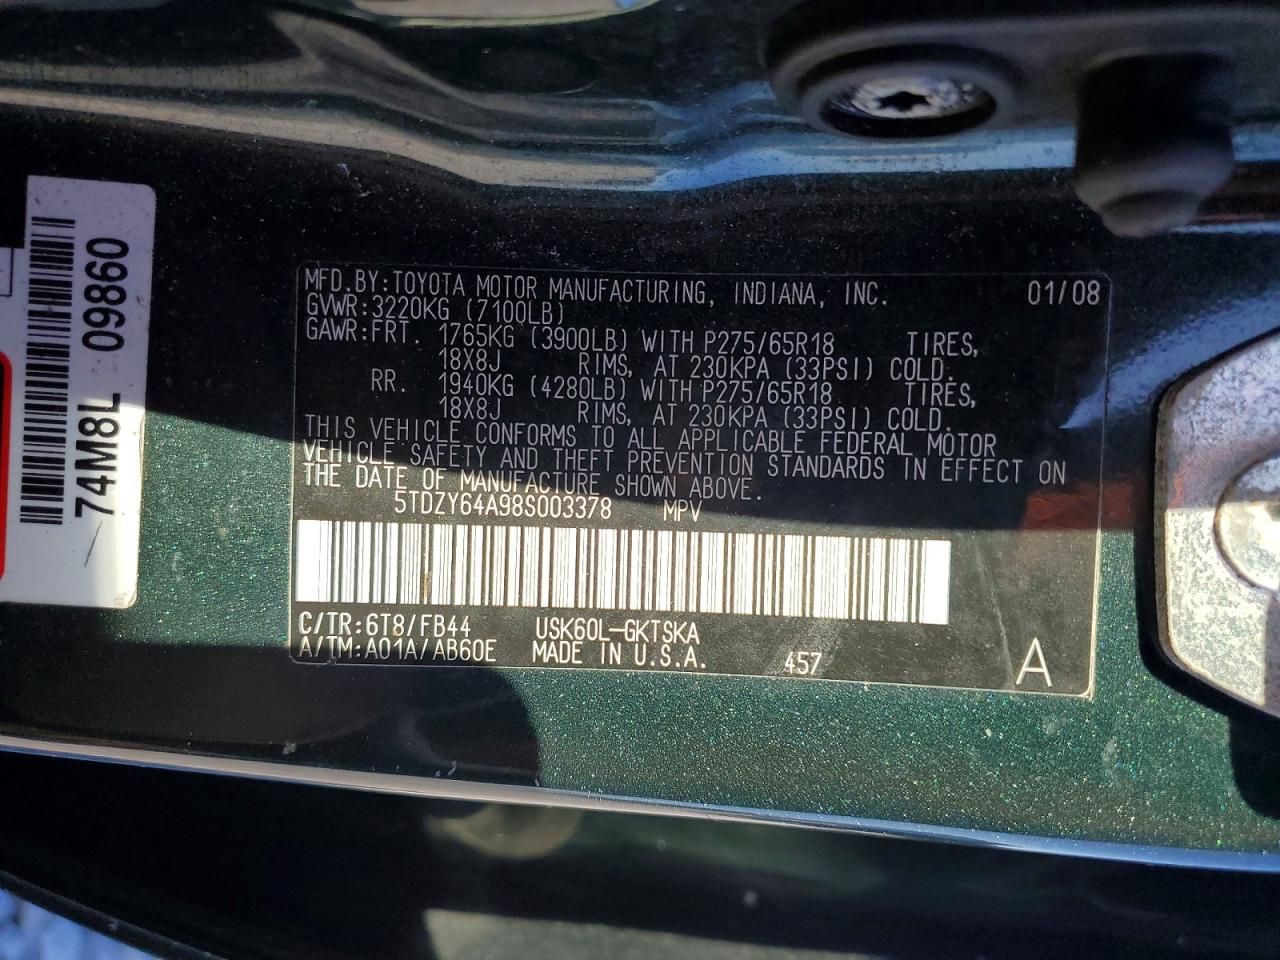 MFD.BY:TOYOTA MOTOR MANUFACTURING, INDIANA, INC. 01/08
GVWR:3220KG (7100LB)
GAWR:FRT. 1765KG (3900LB) WITH P275/65R18 TIRES,
18X8J RIMS, AT 230KPA (33PSI) COLD.
RR. 1940KG (4280LB) WITH P275/65R18 TIRES,
18X8J RIMS, AT 230KPA (33PSI) COLD.
THIS VEHICLE CONFORMS TO ALL APPLICABLE FEDERAL MOTOR
VEHICLE SAFETY AND THEFT PREVENTION STANDARDS IN EFFECT ON
THE DATE OF MANUFACTURE SHOWN ABOVE.
5TDZY64A98S003378 MPV
C/TR:6T8/FB44 USK60L-GKTSKA
A/TM:A01A/AB60E MADE IN U.S.A. 457 A
74M8L 09860